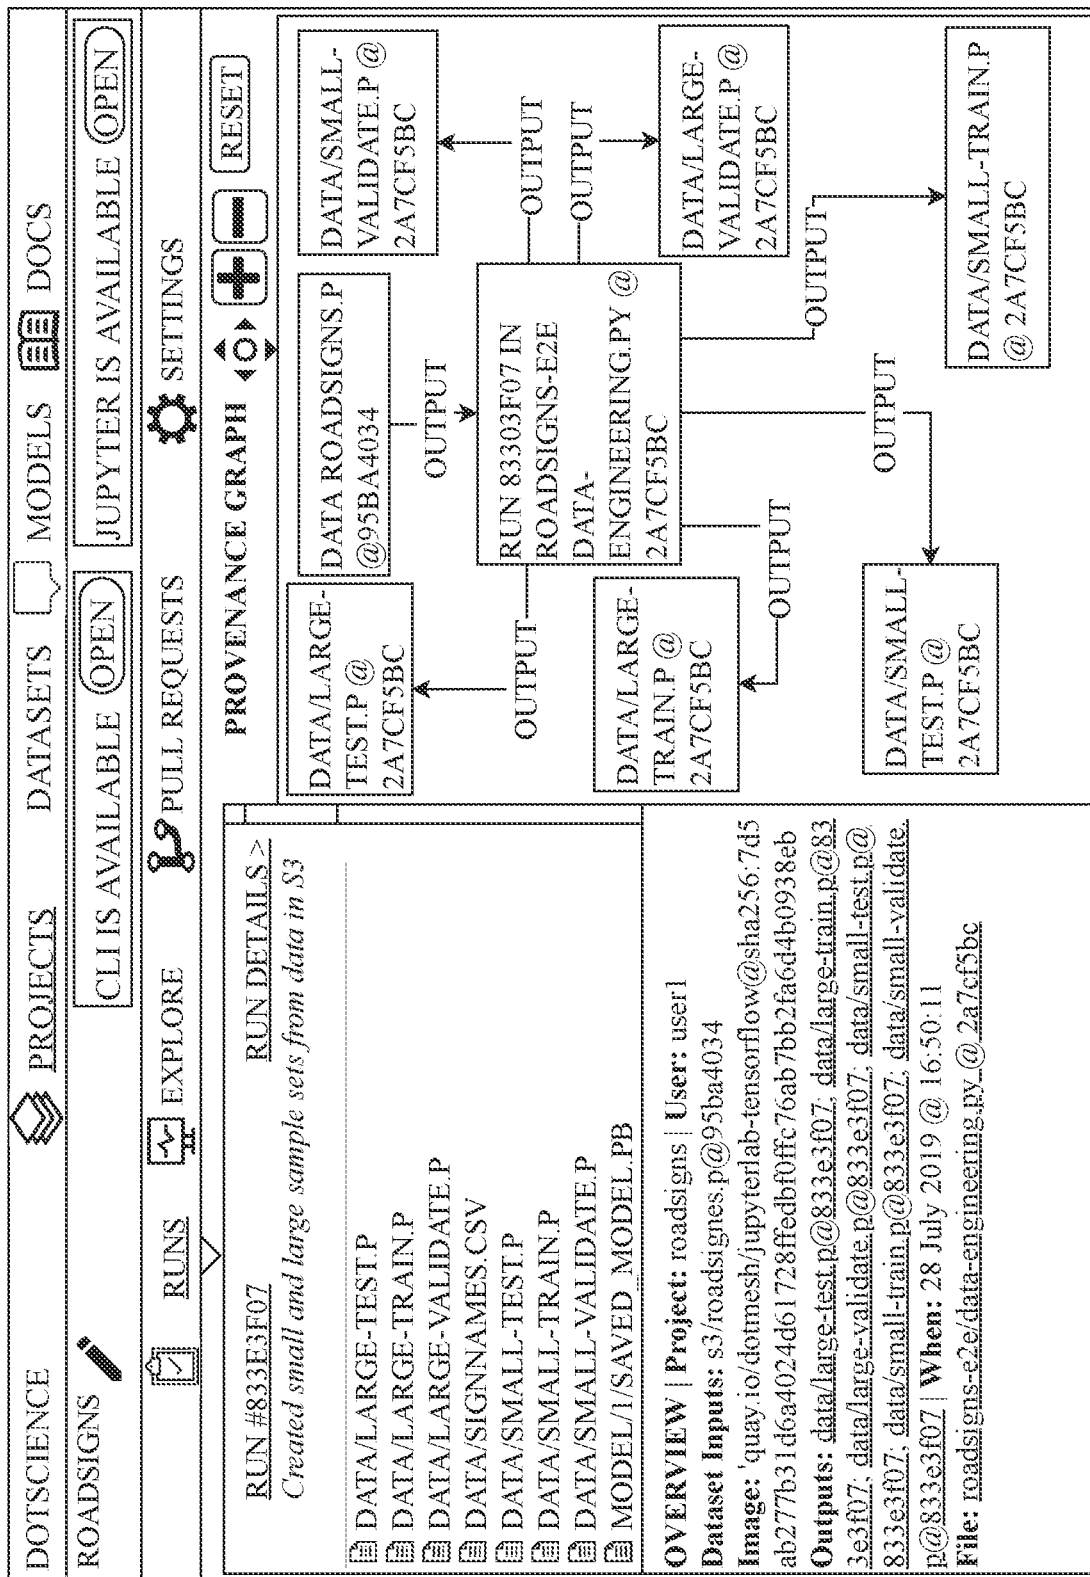 DOTSCIENCE
PROJECTS
DATASETS
MODELS
DOCS
ROADSIGNS
CLI IS AVAILABLE OPEN
JUPYTER IS AVAILABLE OPEN
RUNS
EXPLORE
PULL REQUESTS
SETTINGS
RUN #833E3F07
RUN DETAILS >
Created small and large sample sets from data in S3
DATA/LARGE-TEST.P
DATA/LARGE-TRAIN.P
DATA/LARGE-VALIDATE.P
DATA/SIGNNAMES.CSV
DATA/SMALL-TEST.P
DATA/SMALL-TRAIN.P
DATA/SMALL-VALIDATE.P
MODEL/1/SAVED_MODEL.PB
OVERVIEW | Project: roadsigns | User: user1
Dataset Inputs: s3/roadsignes.p@95ba4034
Image: 'quay.io/dotmesh/jupyterlab-tensorflow@sha256:7d5
ab277b31d6a4024d61728ffedbf0ffc76ab7bb2fa6d4b0938eb
Outputs: data/large-test.p@833e3f07; data/large-train.p@83
3e3f07; data/large-validate.p@833e3f07; data/small-test.p@
833e3f07; data/small-train.p@833e3f07; data/small-validate.
p@833e3f07 | When: 28 July 2019 @ 16:50:11
File: roadsigns-e2e/data-engineering.py @ 2a7cf5bc
PROVENANCE GRAPH
RESET
DATA/LARGE-
TEST.P @
2A7CF5BC
DATA ROADSIGNS.P
@95BA4034
DATA/SMALL-
VALIDATE.P @
2A7CF5BC
OUTPUT
OUTPUT
OUTPUT
OUTPUT
RUN 83303F07 IN
ROADSIGNS-E2E
DATA-
ENGINEERING.PY @
2A7CF5BC
DATA/LARGE-
TRAIN.P @
2A7CF5BC
DATA/LARGE-
VALIDATE.P @
2A7CF5BC
OUTPUT
OUTPUT
OUTPUT
DATA/SMALL-
TEST.P @
2A7CF5BC
DATA/SMALL-TRAIN.P
@ 2A7CF5BC